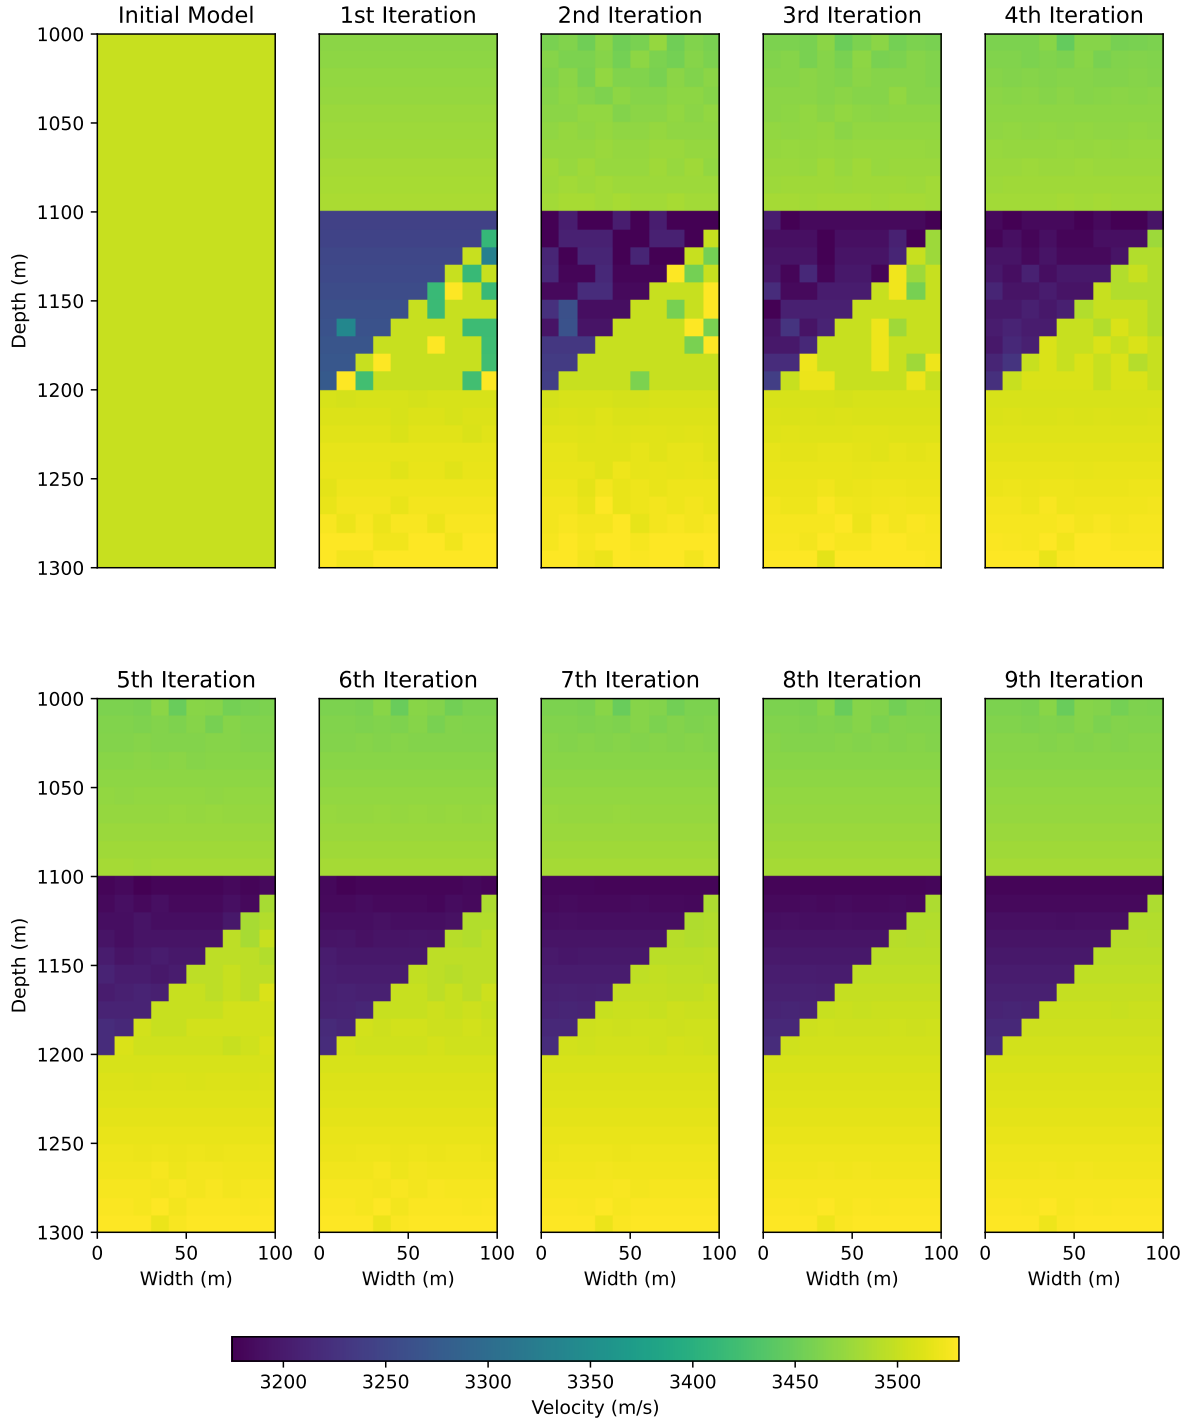 Initial Model 1st Iteration 2nd Iteration 3rd Iteration 4th Iteration
1000
1050
1100
1150
1200
1250
1300
Depth (m)
5th Iteration 6th Iteration 7th Iteration 8th Iteration 9th Iteration
1000
1050
1100
1150
1200
1250
1300
Depth (m)
0 50 100 0 50 100 0 50 100 0 50 100 0 50 100
Width (m) Width (m) Width (m) Width (m) Width (m)
3200 3250 3300 3350 3400 3450 3500
Velocity (m/s)